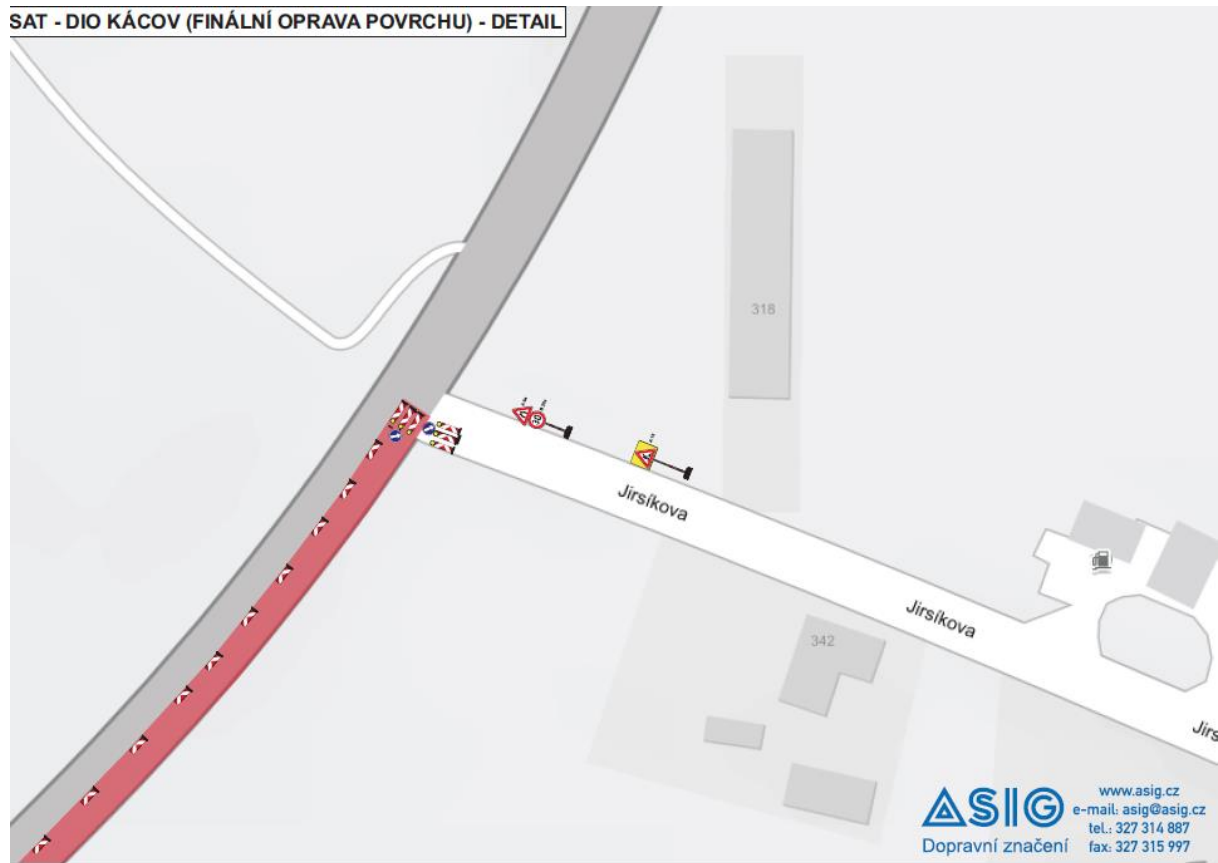 SAT - DIO KÁCOV (FINÁLNÍ OPRAVA POVRCHU) - DETAIL
318
30
Jirsíkova
Jirsíkova
342
Jirs
ASIG
Dopravní značení
www.asig.cz
e-mail: asig@asig.cz
tel.: 327 314 887
fax: 327 315 997